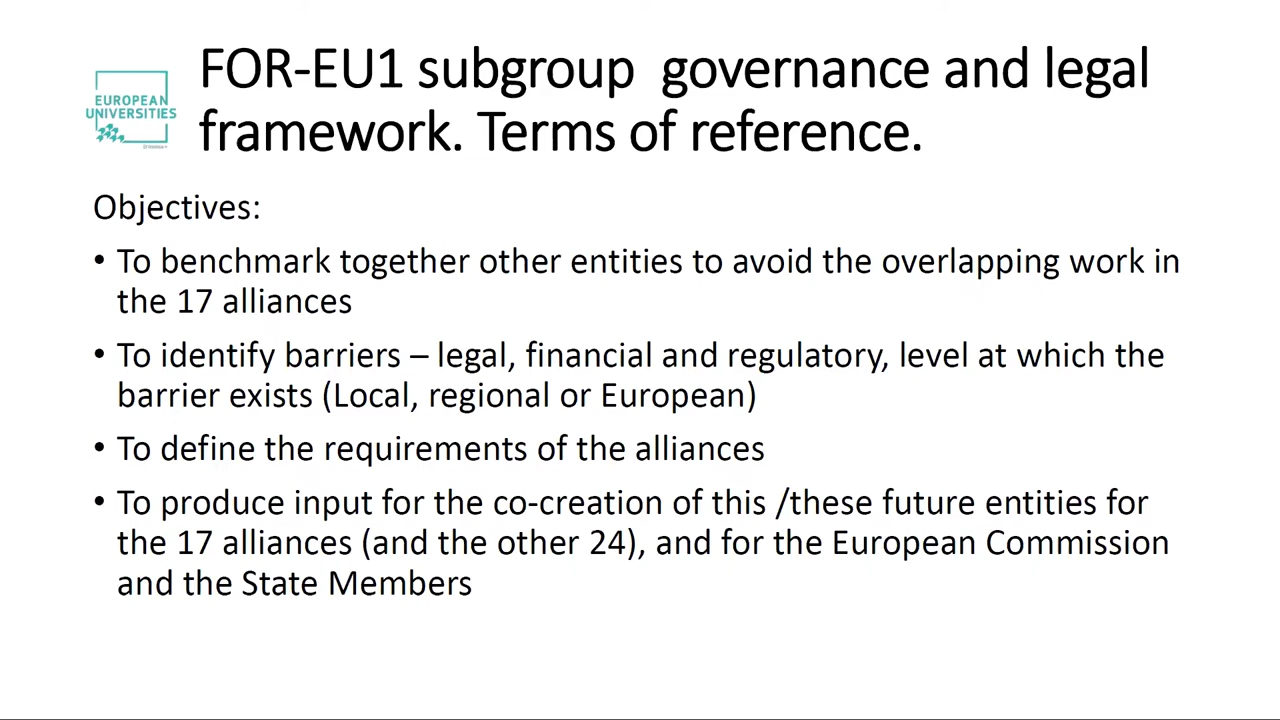 FOR-EU1 subgroup  governance and legal
framework. Terms of reference.
EUROPEAN
UNIVERSITIES
Objectives:
• To benchmark together other entities to avoid the overlapping work in
the 17 alliances
• To identify barriers – legal, financial and regulatory, level at which the
barrier exists (Local, regional or European)
• To define the requirements of the alliances
• To produce input for the co-creation of this /these future entities for
the 17 alliances (and the other 24), and for the European Commission
and the State Members